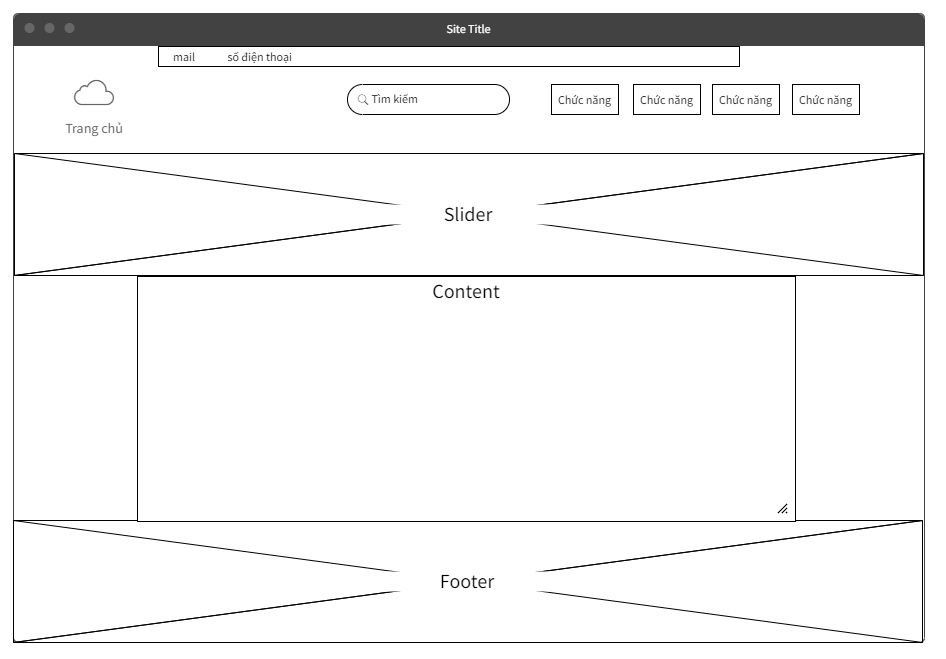 Site Title
mail số điện thoại
Tìm kiếm Chức năng Chức năng Chức năng Chức năng
Trang chủ
Slider
Content
Footer